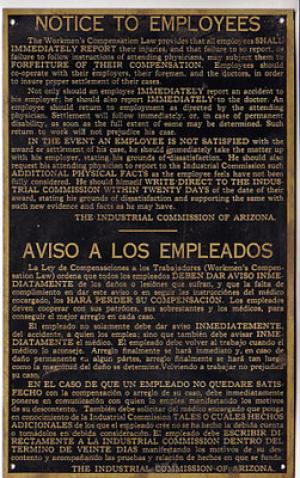 NOTICE TO EMPLOYEES
The Workman's Compensation Law provides that all employees SHALL
IMMEDIATELY REPORT their injuries, and that failure to so report, or
failure to follow instructions of attending physicians, may subject them to
FORFEITURE OF THEIR COMPENSATION. Employees should
co-operate with their employers, their foremen, and the doctors, in order
to insure proper settlement of their cases.
Not only should an employee IMMEDIATELY report an accident to
his employer; he should also report IMMEDIATELY to the doctor. An
employee should return to employment as directed by the attending
physician. Settlement will follow immediately, or, in case of permanent
disability, as soon as the full extent of same may be determined. Such
return to work will not prejudice his case.
IN THE EVENT AN EMPLOYEE IS NOT SATISFIED with the
award or settlement of his case, he should immediately take the matter up
with his employer, stating his grounds of dissatisfaction. He should also
request his attending physician to report to the Industrial Commission such
ADDITIONAL PHYSICAL FACTS as the employee feels have not been
fully considered. He should himself WRITE DIRECT TO THE INDUS-
TRIAL COMMISSION WITHIN TWENTY DAYS of the date of their
award, stating his grounds of dissatisfaction and supporting the same with
such new evidence and facts as he may have.
THE INDUSTRIAL COMMISSION OF ARIZONA.
AVISO A LOS EMPLEADOS
La Ley de Compensaciones a los Trabajadores (Workmen's Compen-
sation Law) ordena que todos los empleados DEBEN DAR AVISO INME-
DIATAMENTE de los daños o lesiónes que sufran, y que la falta de
cumplimiento en dar este aviso o en seguir las instrucciónes del médico
encargado, los HARÁ PERDER SU COMPENSACIÓN. Los empleados
deben cooperar con sus patrónes, sus sobrestantes y los médicos, para
conseguir el mejor arreglo en cada caso.
El empleado no solamente debe dar aviso INMEDIATAMENTE,
del accidente, a quien los emplea, sino que también debe avisar INME-
DIATAMENTE el médico. El empleado debe volver al trabajo cuando el
médico lo aconseje. Arreglo finalmente se hará inmediato y, en caso de
daño permanente en algun partes, arreglo finalmente se hará tan luego
como la magnitud del daño se determine. Volviendo a trabajar no prejudica
su caso.
EN EL CASO DE QUE UN EMPLEADO NO QUEDARE SATIS-
FECHO con la compensación o arreglo de su caso, debe inmediatamente
ponerse en comunicación con quien lo emplea manifestando los motivos
de su descontento. También debe solicitar del médico encargado que ponga
en conocimiento de la Industrial Commission TALES O CUALES HECHOS
ADICIONALES de los que el empleado crée no se ha hecho la debida cuenta
o tomádolos en debida consideración. El empleado debe ESCRIBIR DI-
RECTAMENTE A LA INDUSTRIAL COMMISSION DENTRO DEL
TERMINO DE VEINTE DIAS manifestando los motivos de su des-
contento y acompañando las pruebas y relación de hechos en que se funda.
THE INDUSTRIAL COMMISSION OF ARIZONA.